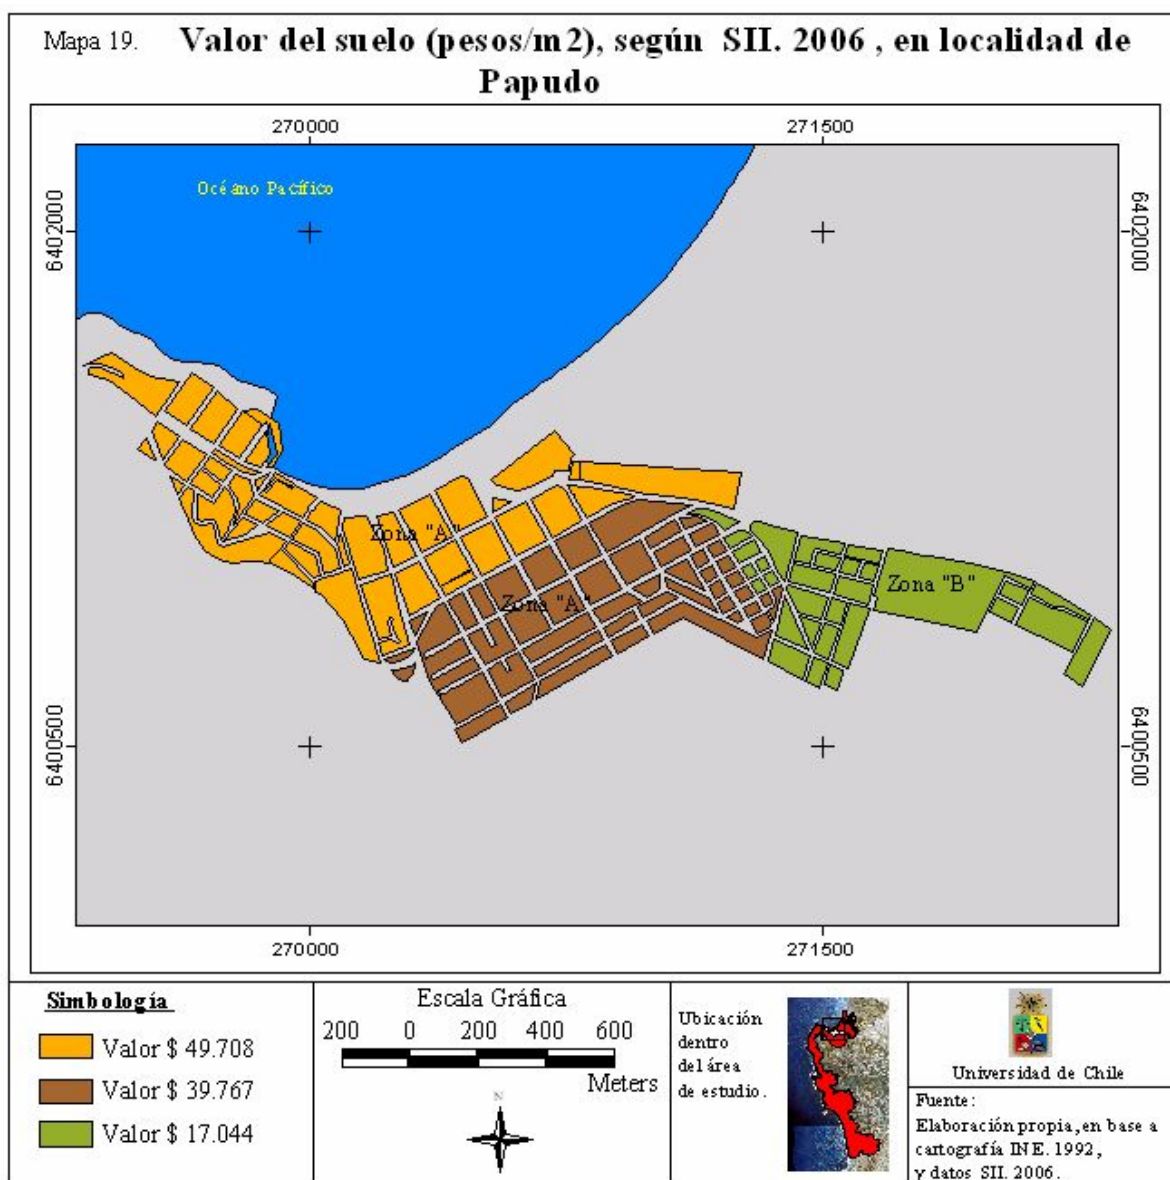 Mapa 19. Valor del suelo (pesos/m2), según SII. 2006 , en localidad de
Papudo
270000 271500
Océano Pacífico
6402000 6402000
Zona "A"
Zona "A"
Zona "B"
6400500 6400500
270000 271500
Simbología
Valor $ 49.708
Valor $ 39.767
Valor $ 17.044
Escala Gráfica
200 0 200 400 600
Meters
N
Ubicación
dentro
del área
de estudio.
Universidad de Chile
Fuente:
Elaboración propia, en base a
cartografía INE. 1992,
y datos SII. 2006.